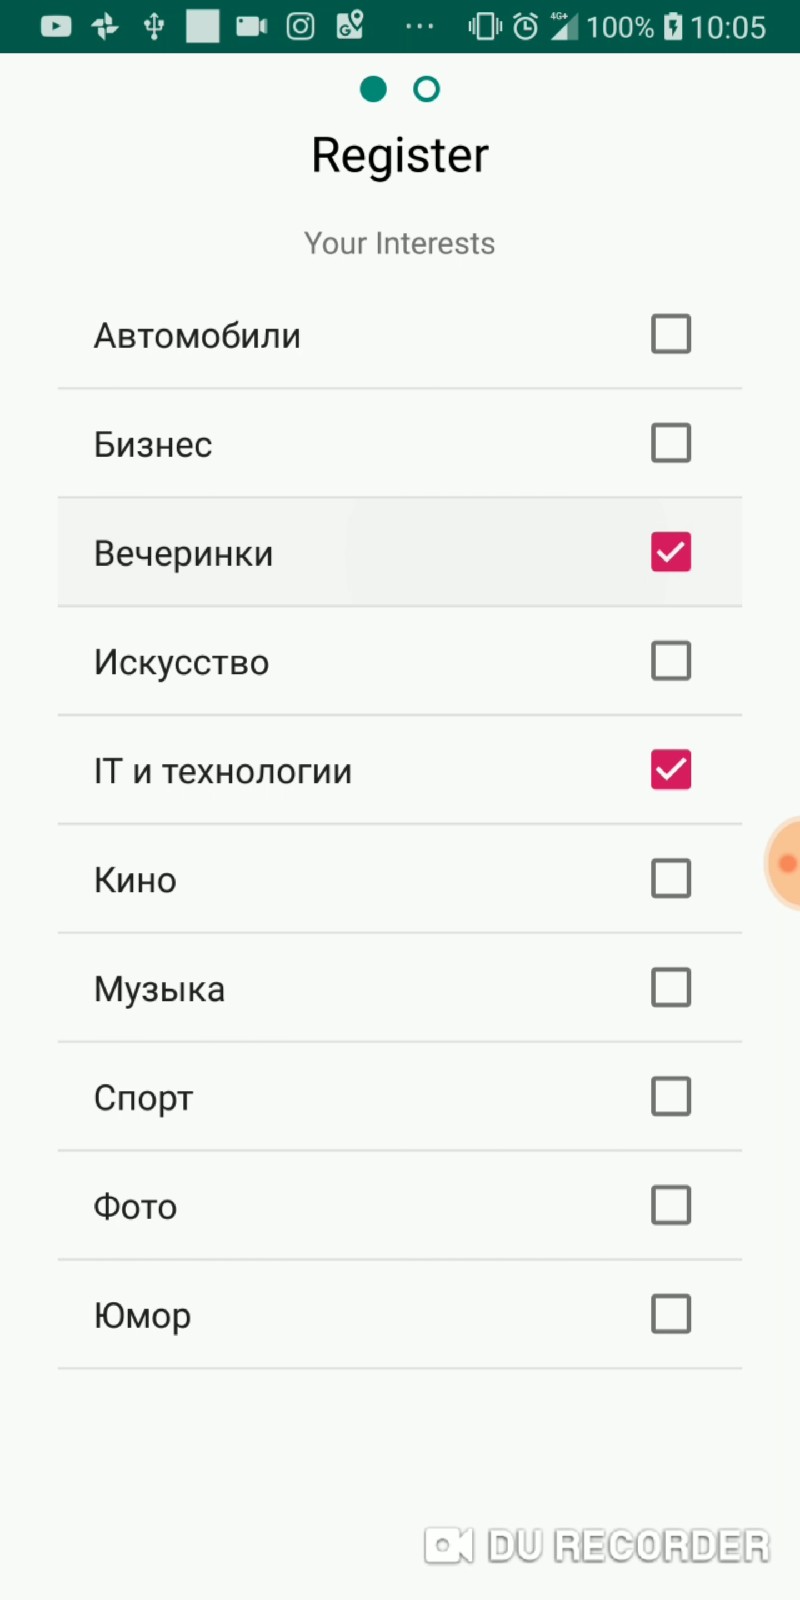 4G+ 100% 10:05
Register
Your Interests
Автомобили
Бизнес
Вечеринки
Искусство
IT и технологии
Кино
Музыка
Спорт
Фото
Юмор
DU RECORDER